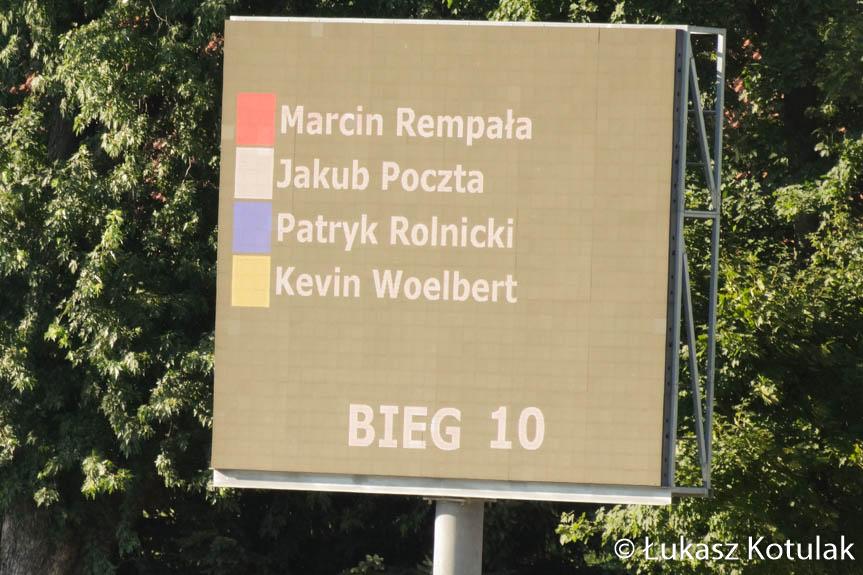 Marcin Rempała
Jakub Poczta
Patryk Rolnicki
Kevin Woelbert
BIEG 10
© Łukasz Kotulak